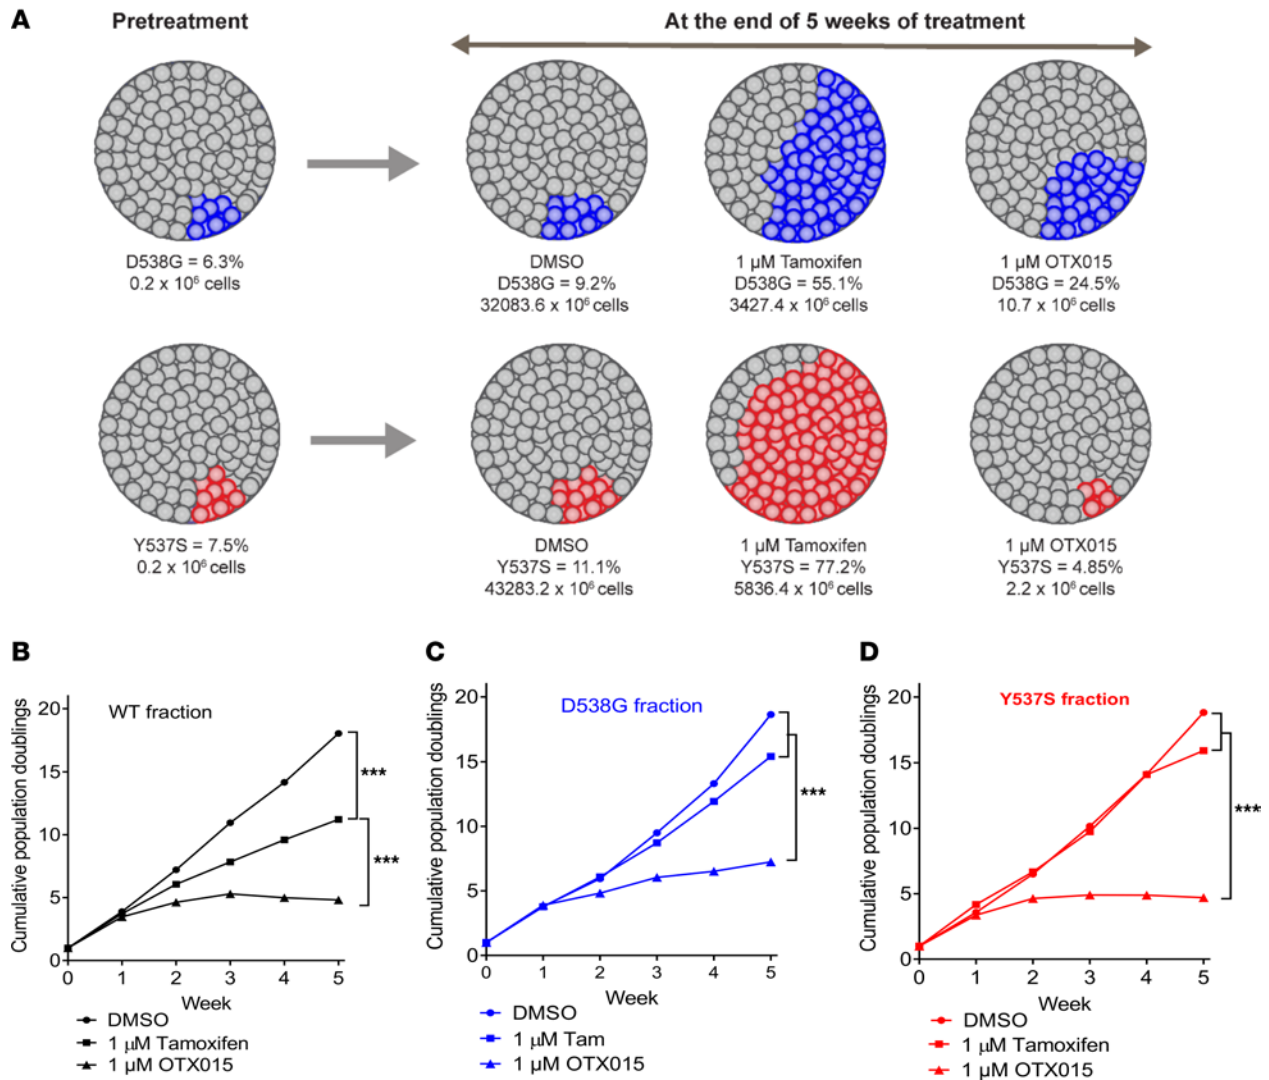 A
Pretreatment
At the end of 5 weeks of treatment
D538G = 6.3%
0.2 x 10⁶ cells
DMSO
D538G = 9.2%
32083.6 x 10⁶ cells
1 µM Tamoxifen
D538G = 55.1%
3427.4 x 10⁶ cells
1 µM OTX015
D538G = 24.5%
10.7 x 10⁶ cells
Y537S = 7.5%
0.2 x 10⁶ cells
DMSO
Y537S = 11.1%
43283.2 x 10⁶ cells
1 µM Tamoxifen
Y537S = 77.2%
5836.4 x 10⁶ cells
1 µM OTX015
Y537S = 4.85%
2.2 x 10⁶ cells
B
WT fraction
Cumulative population doublings
20
15
10
5
0
0 1 2 3 4 5
Week
***
***
DMSO
1 µM Tamoxifen
1 µM OTX015
C
D538G fraction
Cumulative population doublings
20
15
10
5
0
0 1 2 3 4 5
Week
***
DMSO
1 µM Tam
1 µM OTX015
D
Y537S fraction
Cumulative population doublings
20
15
10
5
0
0 1 2 3 4 5
Week
****
DMSO
1 µM Tamoxifen
1 µM OTX015